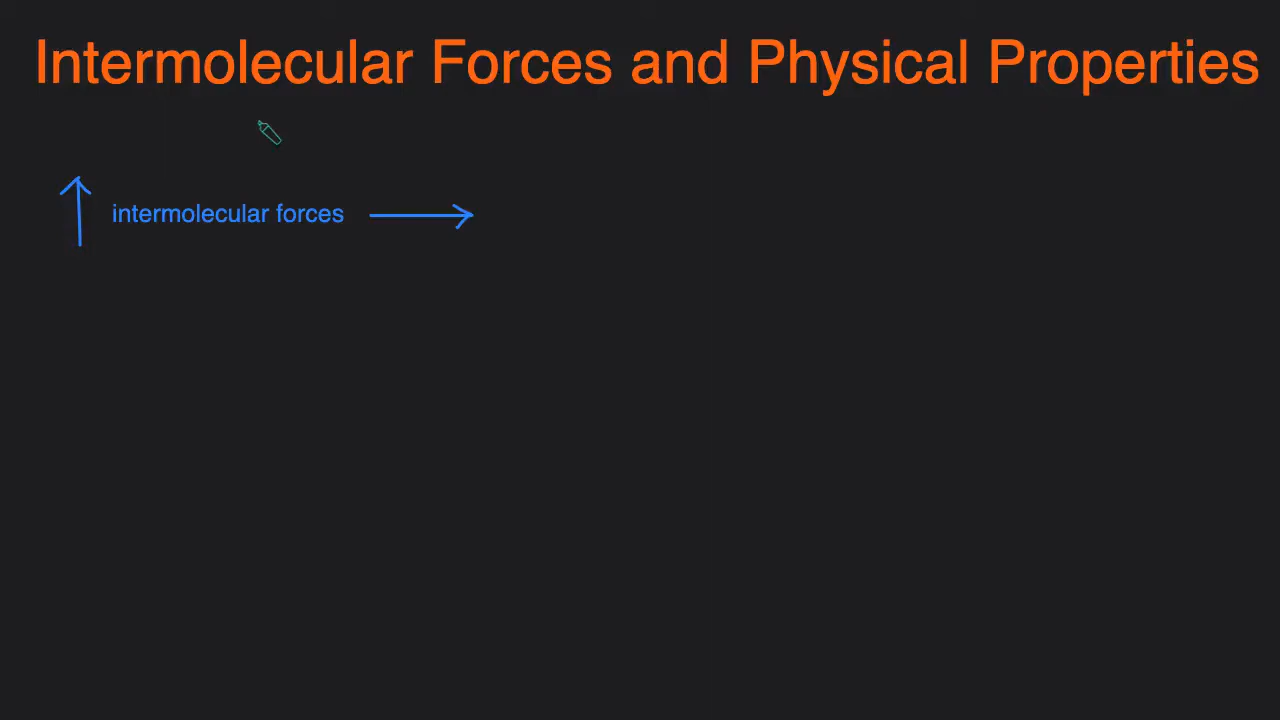 Intermolecular Forces and Physical Properties
intermolecular forces